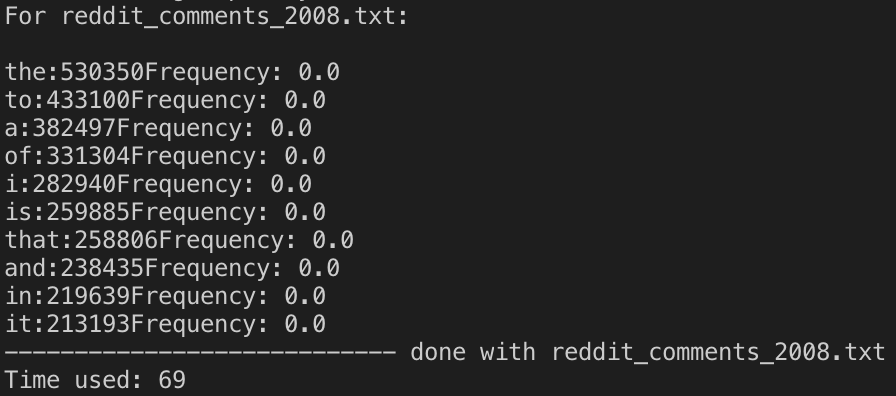 For reddit_comments_2008.txt:
the:530350Frequency: 0.0
to:433100Frequency: 0.0
a:382497Frequency: 0.0
of:331304Frequency: 0.0
i:282940Frequency: 0.0
is:259885Frequency: 0.0
that:258806Frequency: 0.0
and:238435Frequency: 0.0
in:219639Frequency: 0.0
it:213193Frequency: 0.0
---------------------------- done with reddit_comments_2008.txt
Time used: 69